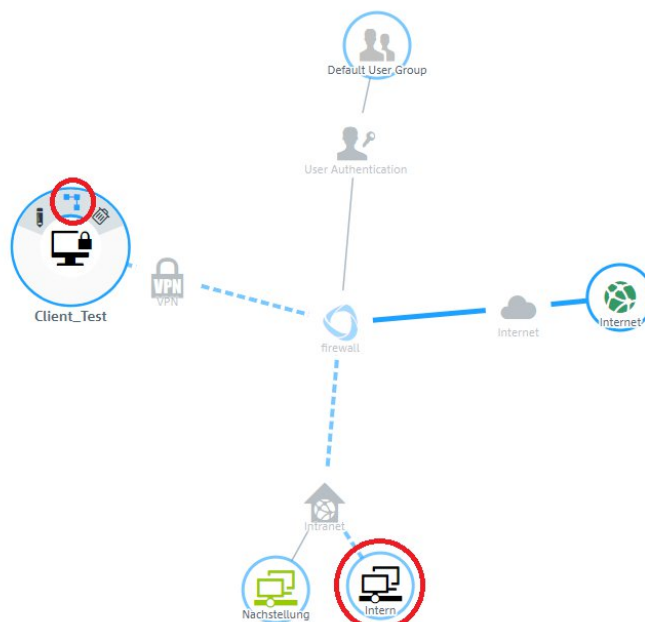 Default User Group
User Authentication
Client_Test
VPN
VPN
firewall
Internet
Internet
Intranet
Nachstellung
Intern